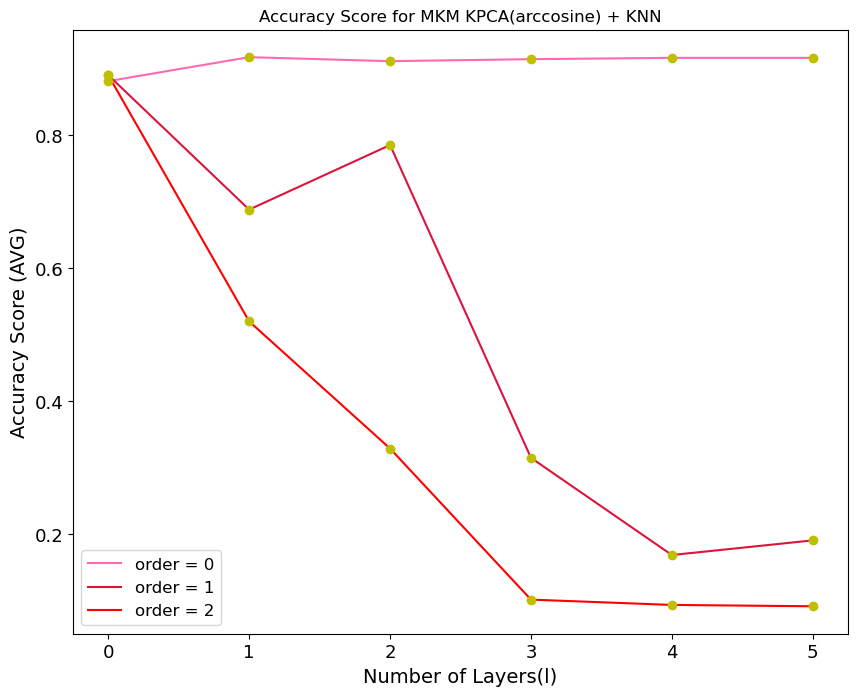 Accuracy Score for MKM KPCA(arccosine) + KNN
Accuracy Score (AVG)
0.8
0.6
0.4
0.2
order = 0
order = 1
order = 2
0 1 2 3 4 5
Number of Layers(l)